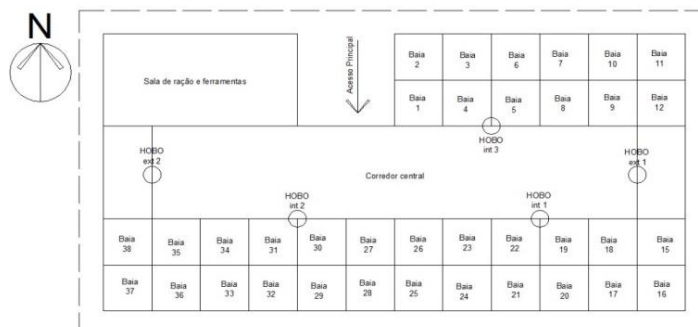 N
Sala de ração e ferramentas
Acesso Principal
Baia 2
Baia 3
Baia 6
Baia 7
Baia 10
Baia 11
Baia 1
Baia 4
Baia 5
Baia 8
Baia 9
Baia 12
HOBO
int 3
HOBO
ext 2
Corredor central
HOBO
ext 1
HOBO
int 2
HOBO
int 1
Baia 38
Baia 35
Baia 34
Baia 31
Baia 30
Baia 27
Baia 26
Baia 23
Baia 22
Baia 19
Baia 18
Baia 15
Baia 37
Baia 36
Baia 33
Baia 32
Baia 29
Baia 28
Baia 25
Baia 24
Baia 21
Baia 20
Baia 17
Baia 16